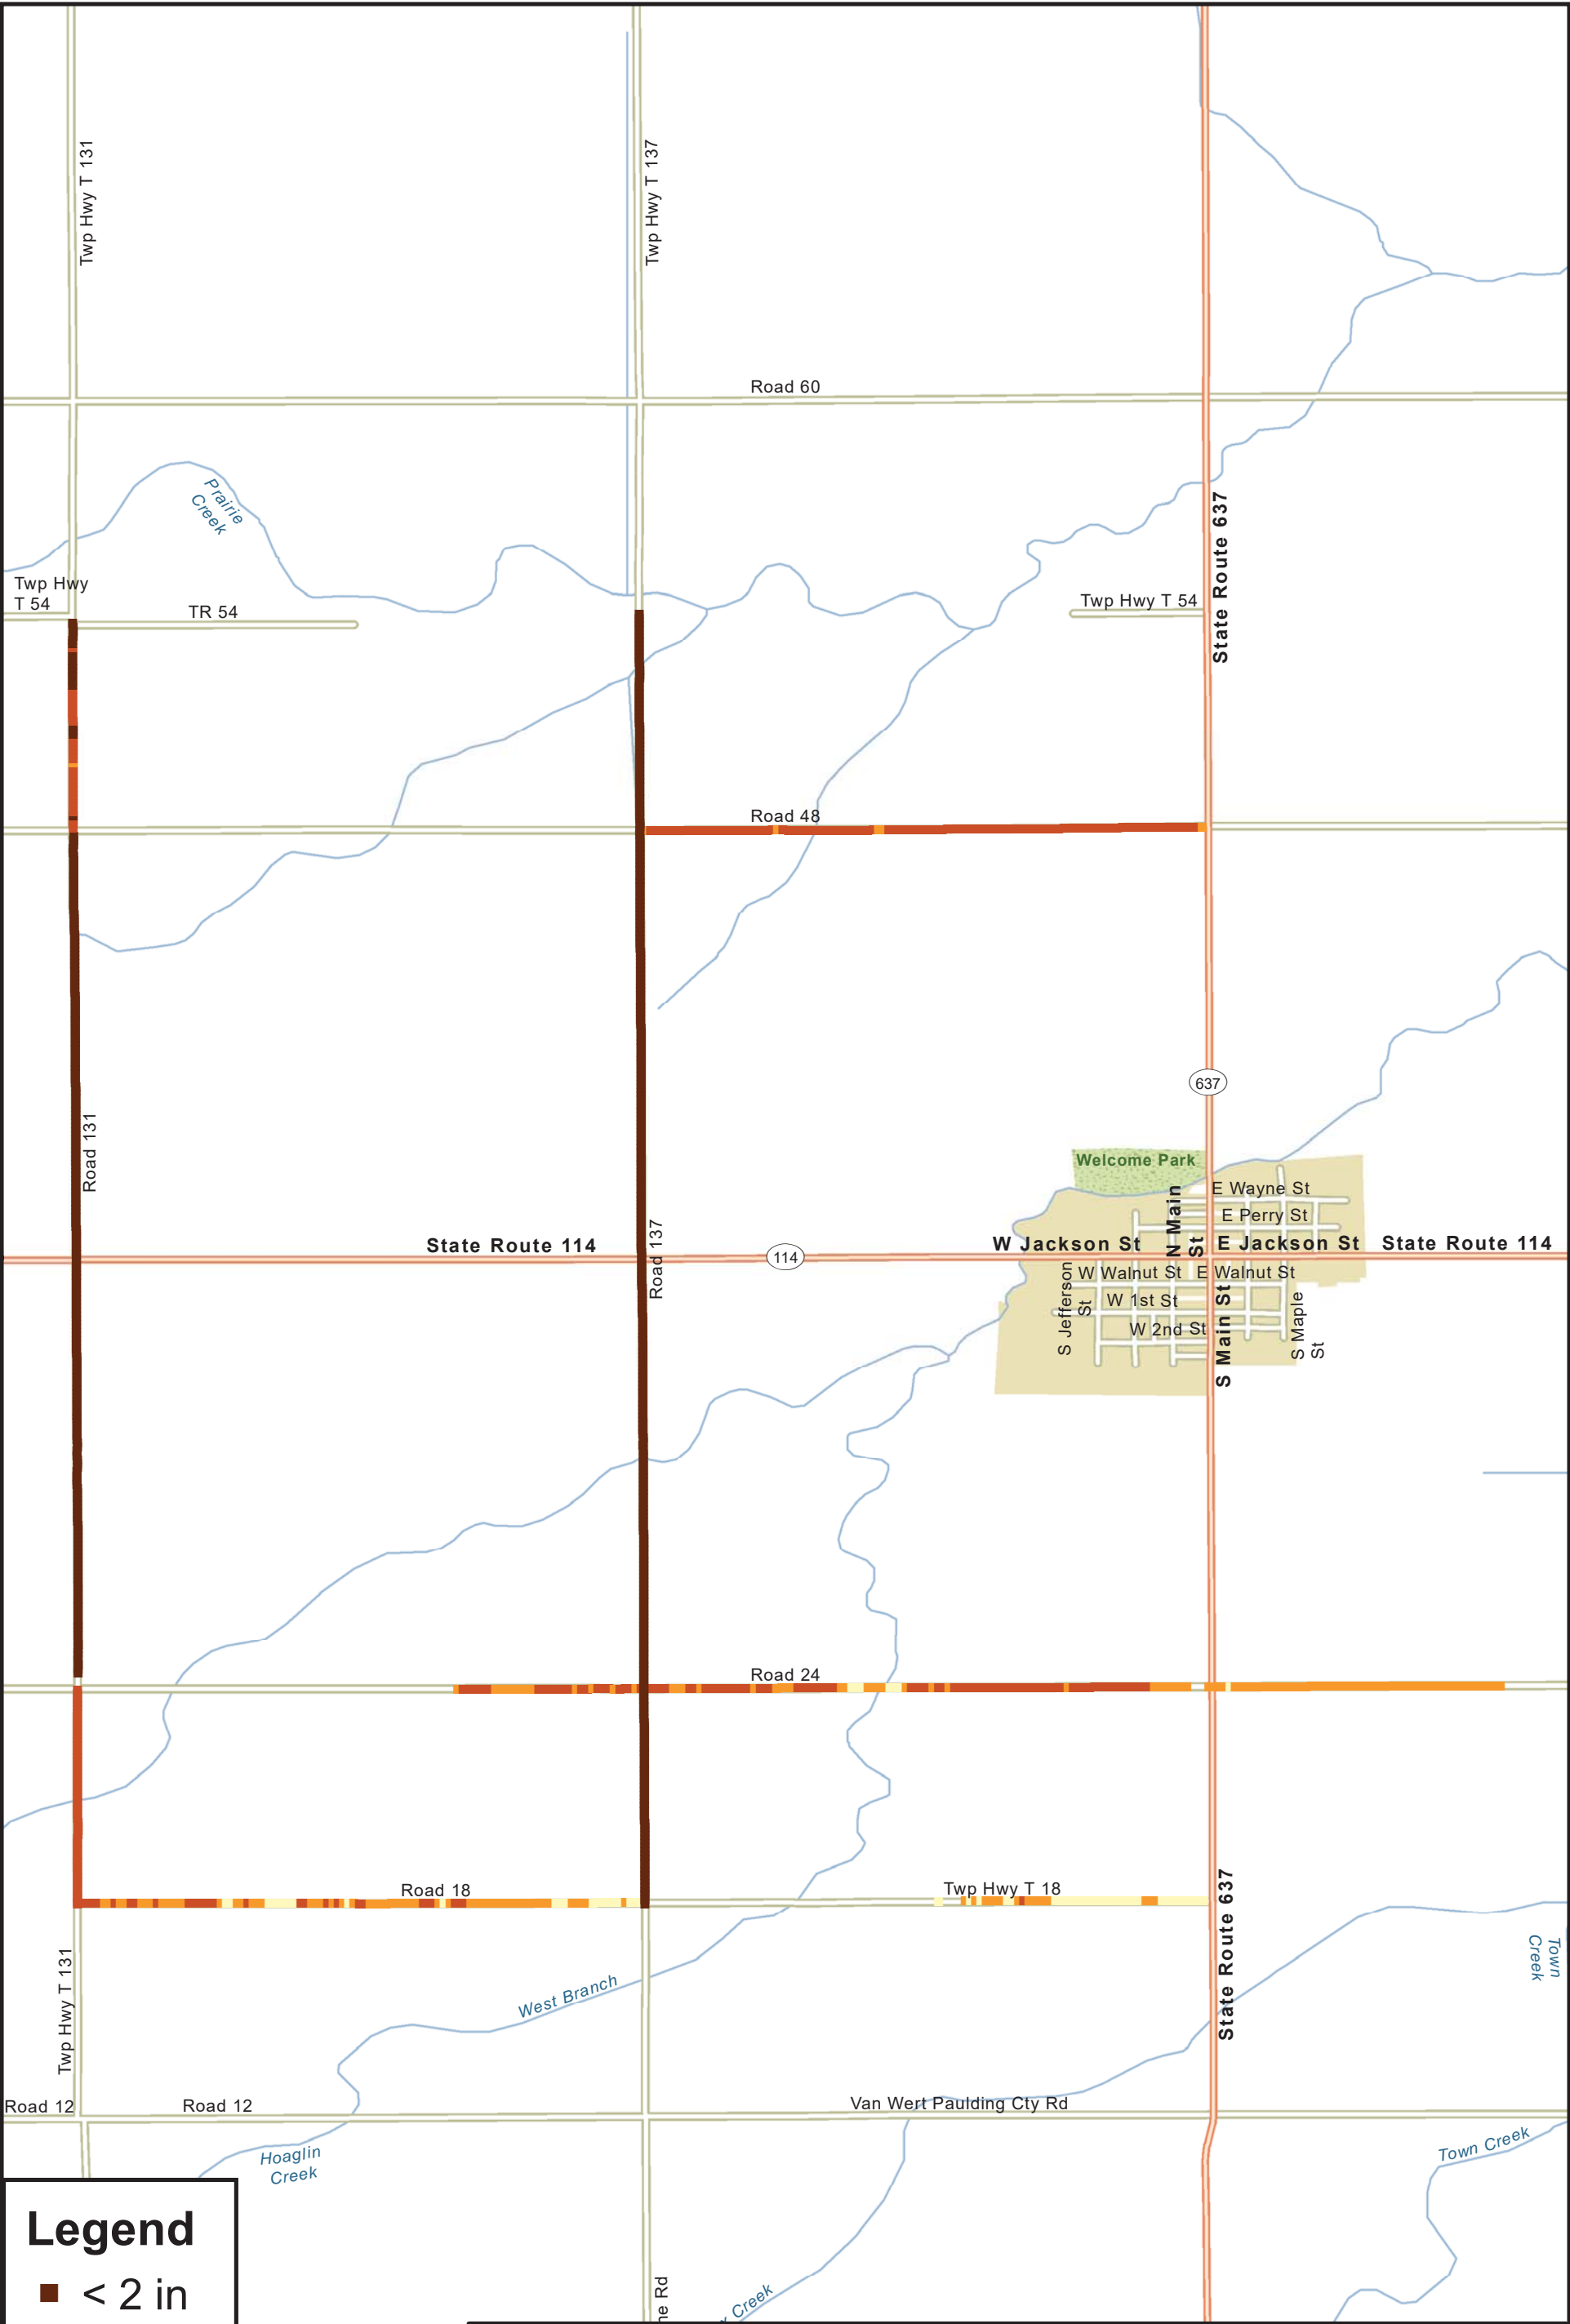 Twp Hwy T 131
Twp Hwy T 137
Road 60
Prairie
Creek
State Route 637
Twp Hwy
T 54
TR 54
Twp Hwy T 54
Road 48
637
Road 131
Welcome Park
N Main
St
E Wayne St
E Perry St
Road 137
State Route 114
114
W Jackson St
E Jackson St
State Route 114
W Walnut St
E Walnut St
S Jefferson
St
W 1st St
W 2nd St
S Main St
S Maple
St
Road 24
Road 18
Twp Hwy T 18
State Route 637
Town
Creek
Twp Hwy T 131
West Branch
Road 12
Road 12
Van Wert Paulding Cty Rd
Hoaglin
Creek
Town Creek
Legend
< 2 in
Rd
Creek